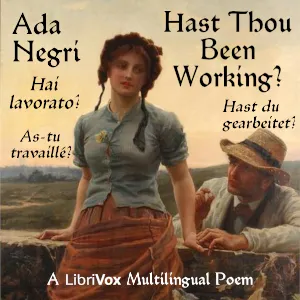 Ada
Negri
Hast Thou
Been
Working?
Hai
lavorato?
Hast du
gearbeitet?
As-tu
travaillé?
A LibriVox Multilingual Poem